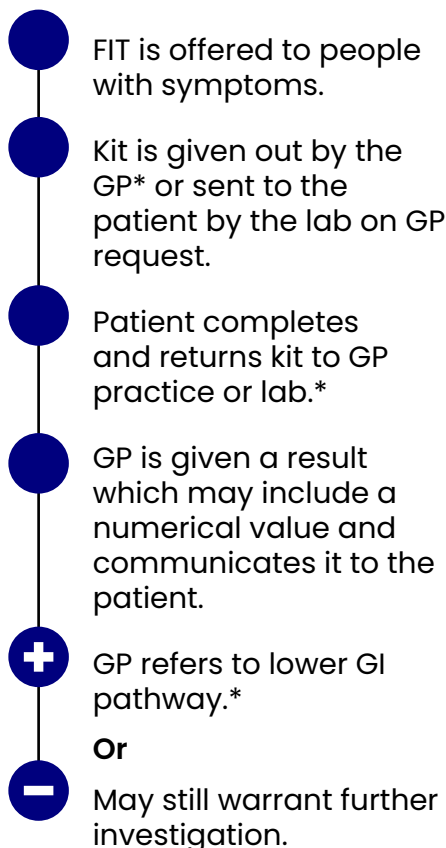 FIT is offered to people
with symptoms.
Kit is given out by the
GP* or sent to the
patient by the lab on GP
request.
Patient completes
and returns kit to GP
practice or lab.*
GP is given a result
which may include a
numerical value and
communicates it to the
patient.
GP refers to lower GI
pathway.*
Or
May still warrant further
investigation.